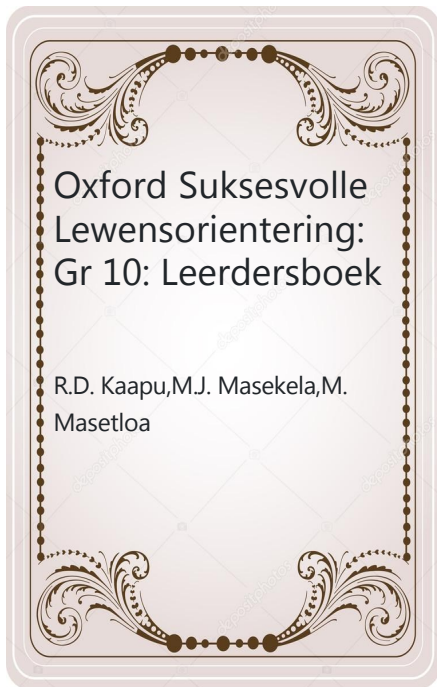 Oxford Suksesvolle
Lewensorientering:
Gr 10: Leerdersboek
R.D. Kaapu,M.J. Masekela,M.
Masetloa